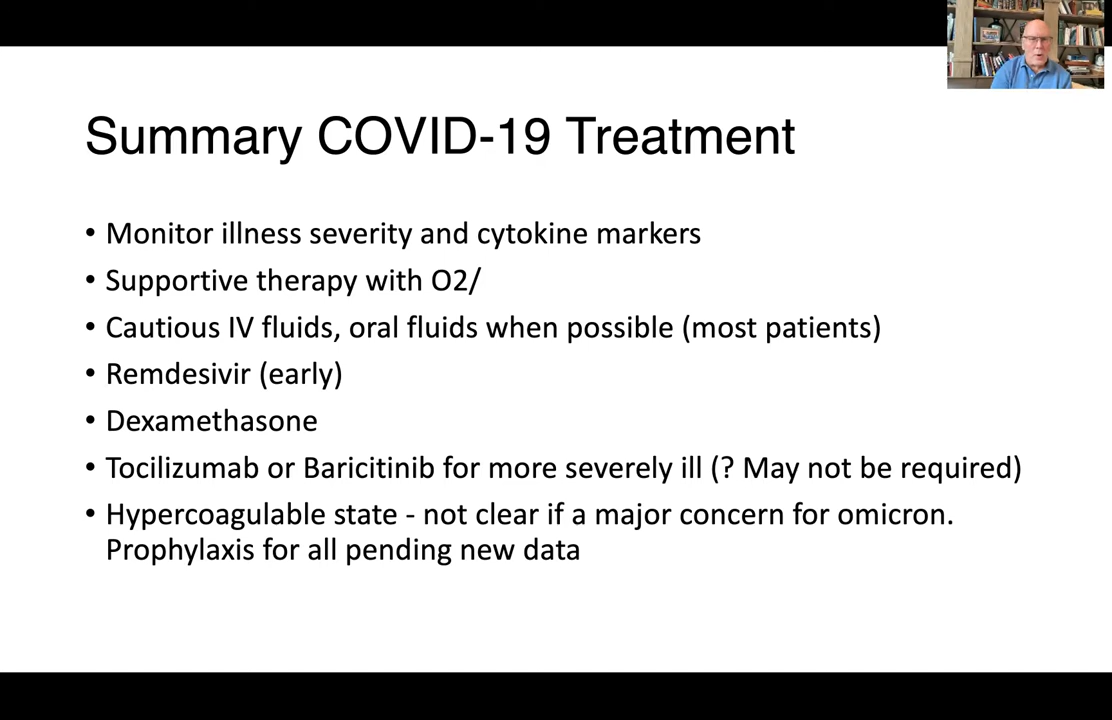 Summary COVID-19 Treatment
• Monitor illness severity and cytokine markers
• Supportive therapy with O2/
• Cautious IV fluids, oral fluids when possible (most patients)
• Remdesivir (early)
• Dexamethasone
• Tocilizumab or Baricitinib for more severely ill (? May not be required)
• Hypercoagulable state - not clear if a major concern for omicron.
Prophylaxis for all pending new data